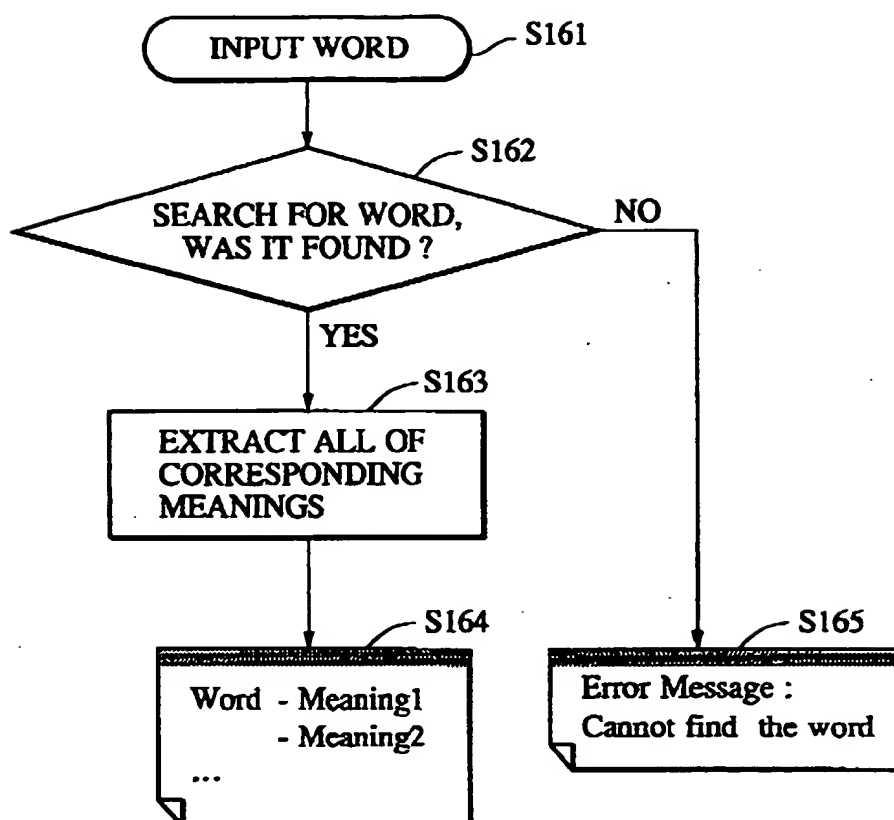 INPUT WORD
S161
S162
SEARCH FOR WORD,
WAS IT FOUND ?
NO
YES
S163
EXTRACT ALL OF
CORRESPONDING
MEANINGS
S164
Word - Meaning1
- Meaning2
...
S165
Error Message :
Cannot find the word